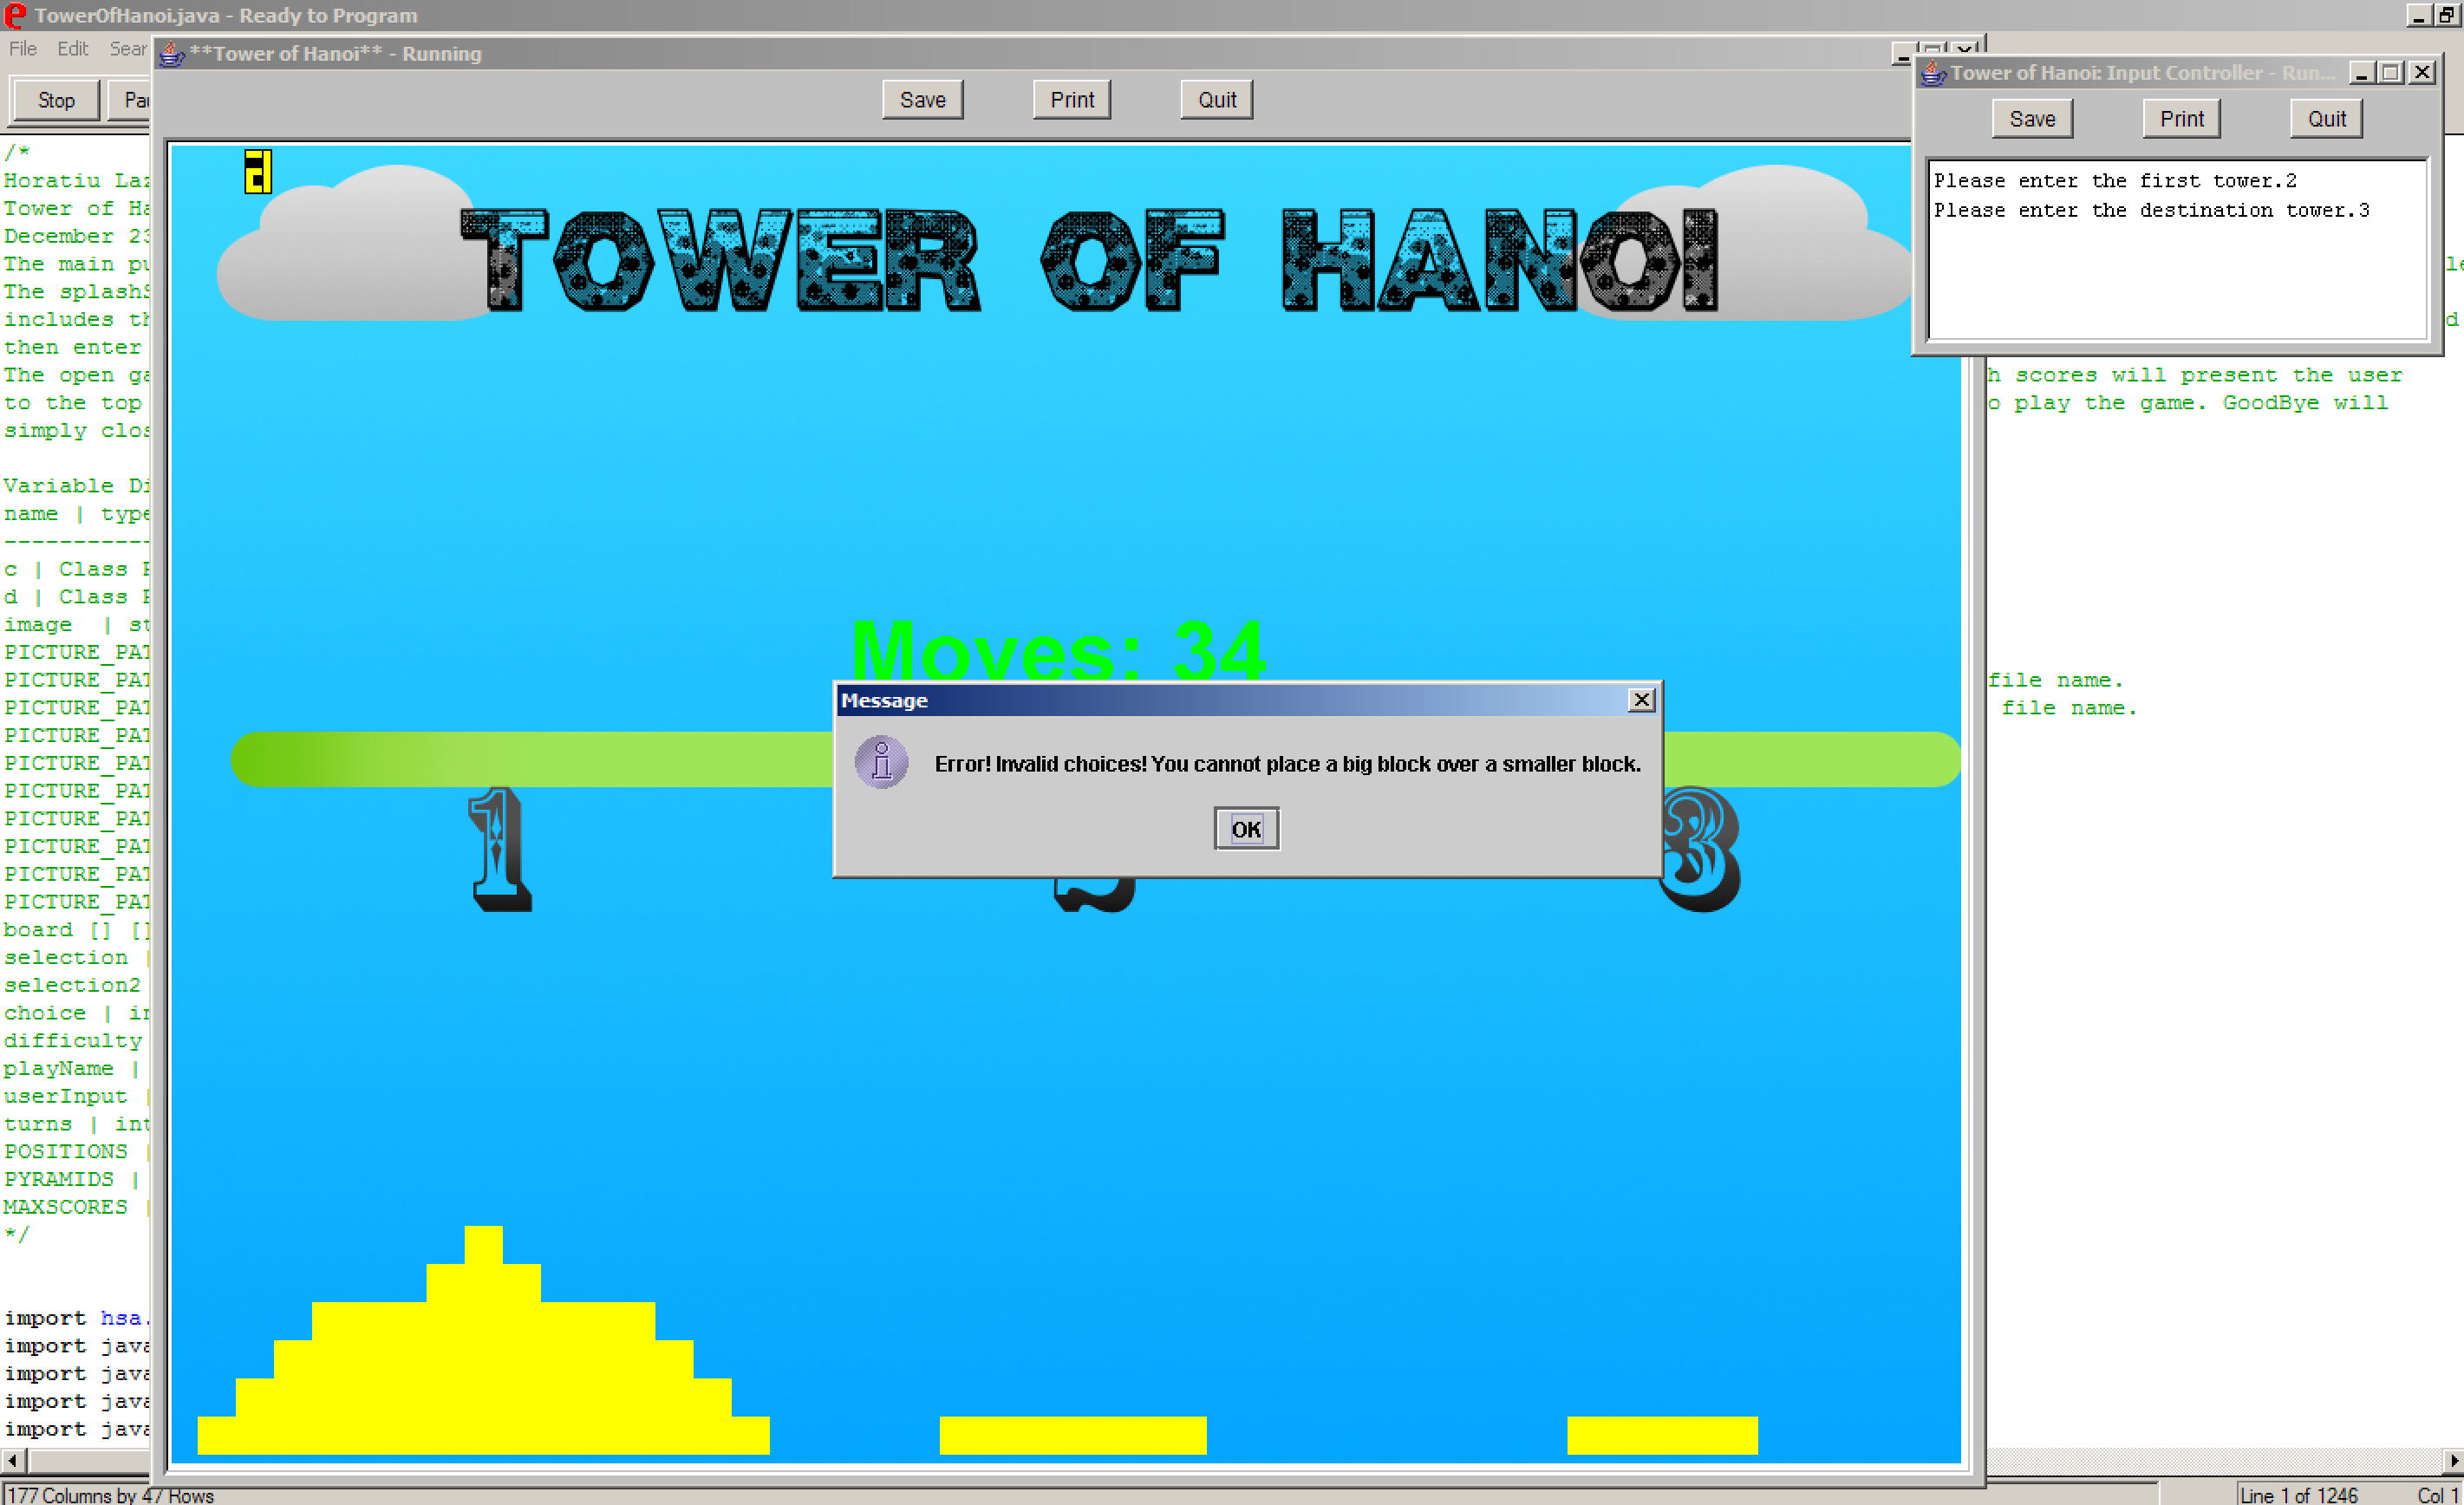 TowerOfHanoi.java - Ready to Program
File Edit Sear
**Tower of Hanoi** - Running
Stop
Save Print Quit
Tower of Hanoi: Input Controller - Run...
Save Print Quit
Please enter the first tower.2
Please enter the destination tower.3
TOWER OF HANOI
Moves: 34
Message
Error! Invalid choices! You cannot place a big block over a smaller block.
OK
1
3
/*
Horatiu Laz
Tower of Ha
December 23
The main pu
The splashS
includes th
then enter
The open ga
h scores will present the user
to the top
o play the game. GoodBye will
simply clos
Variable Di
name | type
-----------
c | Class
d | Class
image | st
PICTURE_PAT
PICTURE_PAT
file name.
PICTURE_PAT
file name.
PICTURE_PAT
PICTURE_PAT
PICTURE_PAT
PICTURE_PAT
PICTURE_PAT
PICTURE_PAT
PICTURE_PAT
board [] []
selection |
selection2
choice | in
difficulty
playName |
userInput |
turns | int
POSITIONS |
PYRAMIDS |
MAXSCORES |
*/
import hsa.
import java
import java
import java
import java
177 Columns by 47 Rows
Line 1 of 1246 Col 1